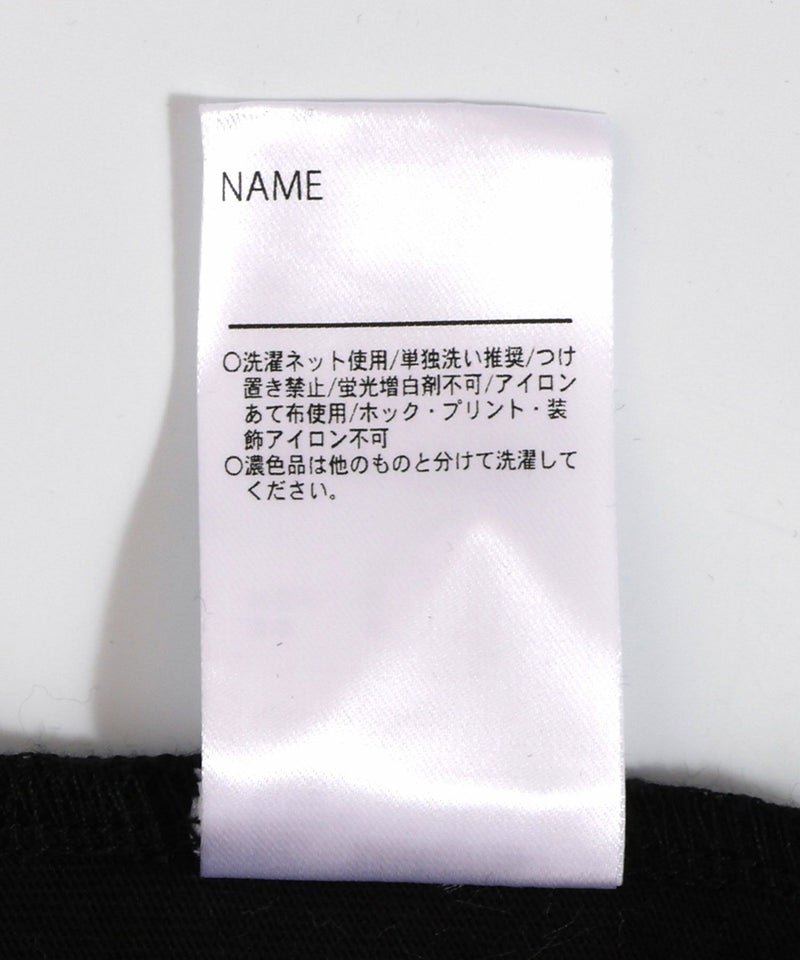 NAME
○洗濯ネット使用/単独洗い推奨/つけ
置き禁止/蛍光増白剤不可/アイロン
あて布使用/ホック・プリント・装
飾アイロン不可
○濃色品は他のものと分けて洗濯して
ください。